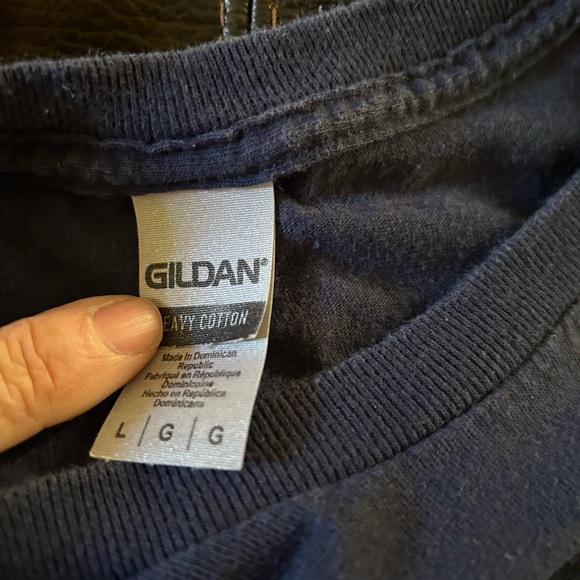 GILDAN®
EAVY COTTON
Made in Dominican
Republic
Fabriqué en République
Dominicaine
Hecho en República
Dominicana
L | G | G